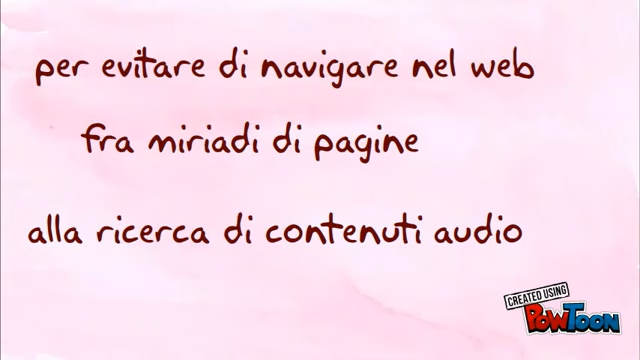 per evitare di navigare nel web
fra miriadi di pagine
alla ricerca di contenuti audio
CREATED USING
POWTOON